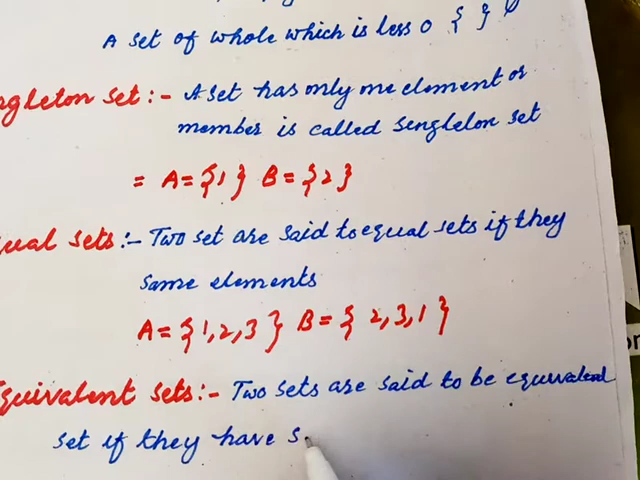 A set of whole which is less 0 { } φ
ngleton set:- A set has only one element or
member is called Singleton set
= A={1} B={2}
qual sets:- Two set are said to equal sets if they
same elements
A={1,2,3} B={2,3,1}
Equivalent sets:- Two sets are said to be equivalend
set if they have s